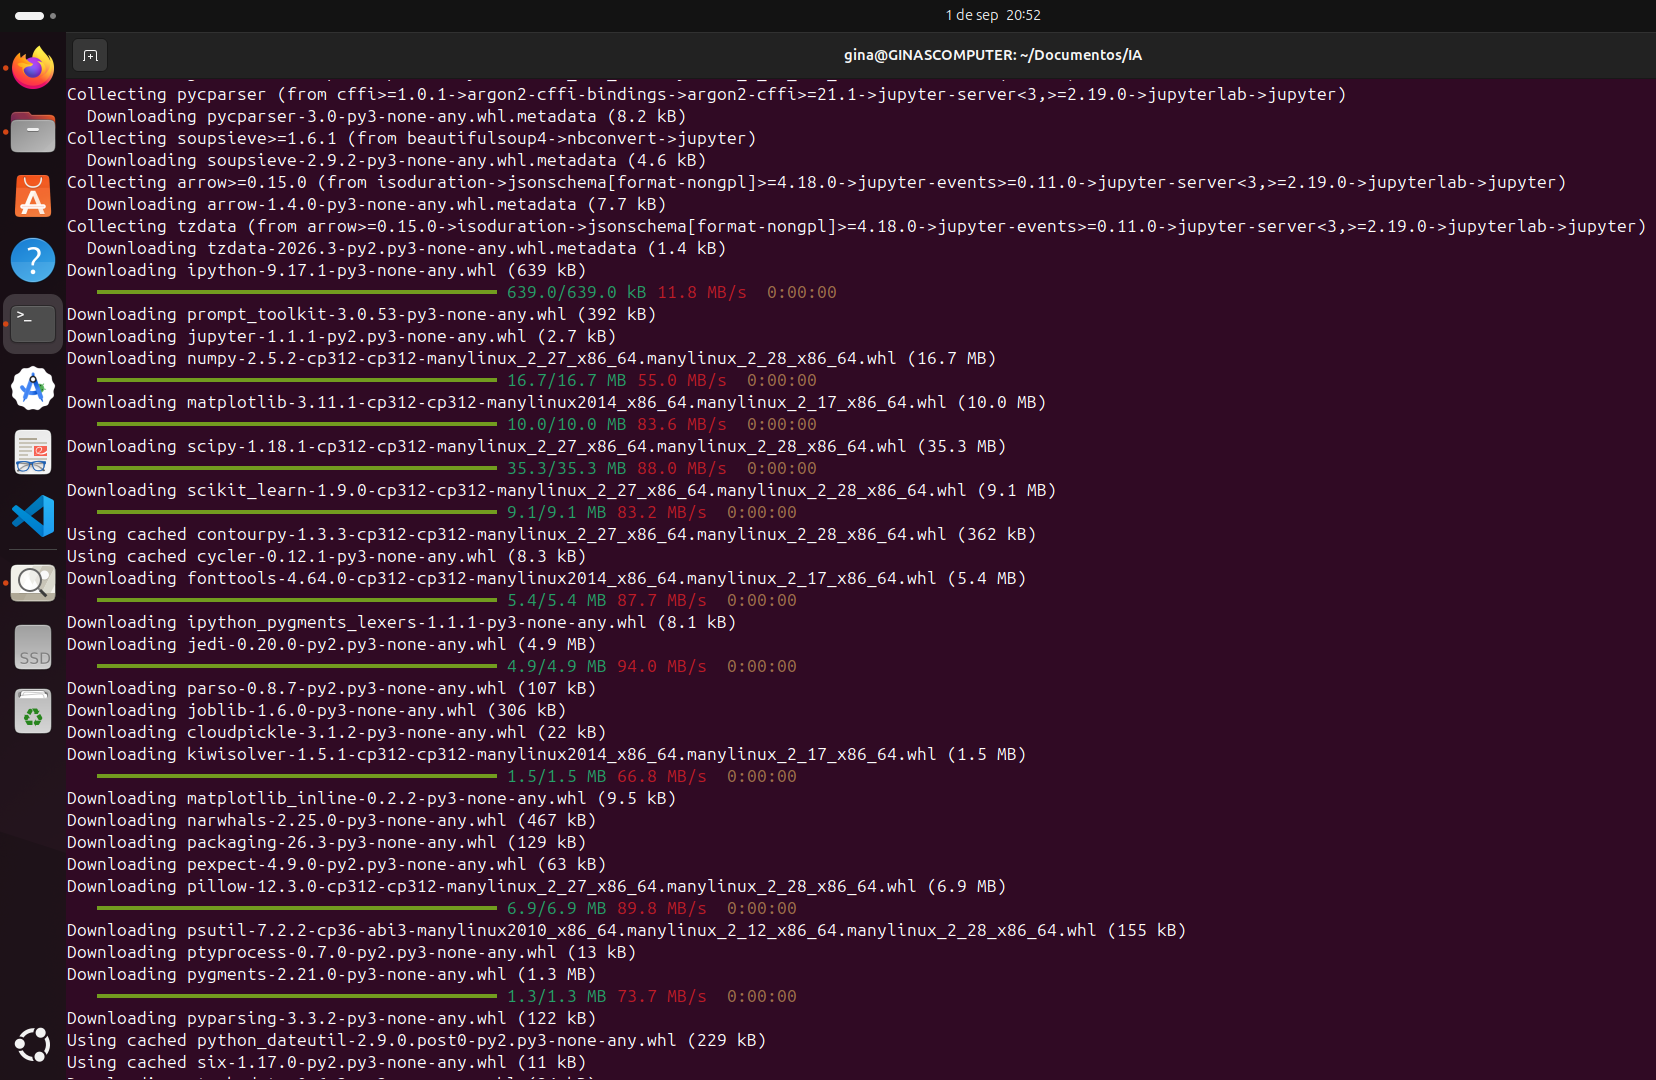 1 de sep 20:52
gina@GINASCOMPUTER: ~/Documentos/IA
Collecting pycparser (from cffi>=1.0.1->argon2-cffi-bindings->argon2-cffi>=21.1->jupyter-server<3,>=2.19.0->jupyterlab->jupyter)
Downloading pycparser-3.0-py3-none-any.whl.metadata (8.2 kB)
Collecting soupsieve>=1.6.1 (from beautifulsoup4->nbconvert->jupyter)
Downloading soupsieve-2.9.2-py3-none-any.whl.metadata (4.6 kB)
Collecting arrow>=0.15.0 (from isoduration->jsonschema[format-nongpl]>=4.18.0->jupyter-events>=0.11.0->jupyter-server<3,>=2.19.0->jupyterlab->jupyter)
Downloading arrow-1.4.0-py3-none-any.whl.metadata (7.7 kB)
Collecting tzdata (from arrow>=0.15.0->isoduration->jsonschema[format-nongpl]>=4.18.0->jupyter-events>=0.11.0->jupyter-server<3,>=2.19.0->jupyterlab->jupyter)
Downloading tzdata-2026.3-py2.py3-none-any.whl.metadata (1.4 kB)
Downloading ipython-9.17.1-py3-none-any.whl (639 kB)
639.0/639.0 kB 11.8 MB/s 0:00:00
Downloading prompt_toolkit-3.0.53-py3-none-any.whl (392 kB)
Downloading jupyter-1.1.1-py2.py3-none-any.whl (2.7 kB)
Downloading numpy-2.5.2-cp312-cp312-manylinux_2_27_x86_64.manylinux_2_28_x86_64.whl (16.7 MB)
16.7/16.7 MB 55.0 MB/s 0:00:00
Downloading matplotlib-3.11.1-cp312-cp312-manylinux2014_x86_64.manylinux_2_17_x86_64.whl (10.0 MB)
10.0/10.0 MB 83.6 MB/s 0:00:00
Downloading scipy-1.18.1-cp312-cp312-manylinux_2_27_x86_64.manylinux_2_28_x86_64.whl (35.3 MB)
35.3/35.3 MB 88.0 MB/s 0:00:00
Downloading scikit_learn-1.9.0-cp312-cp312-manylinux_2_27_x86_64.manylinux_2_28_x86_64.whl (9.1 MB)
9.1/9.1 MB 83.2 MB/s 0:00:00
Using cached contourpy-1.3.3-cp312-cp312-manylinux_2_27_x86_64.manylinux_2_28_x86_64.whl (362 kB)
Using cached cycler-0.12.1-py3-none-any.whl (8.3 kB)
Downloading fonttools-4.64.0-cp312-cp312-manylinux2014_x86_64.manylinux_2_17_x86_64.whl (5.4 MB)
5.4/5.4 MB 87.7 MB/s 0:00:00
Downloading ipython_pygments_lexers-1.1.1-py3-none-any.whl (8.1 kB)
Downloading jedi-0.20.0-py2.py3-none-any.whl (4.9 MB)
4.9/4.9 MB 94.0 MB/s 0:00:00
Downloading parso-0.8.7-py2.py3-none-any.whl (107 kB)
Downloading joblib-1.6.0-py3-none-any.whl (306 kB)
Downloading cloudpickle-3.1.2-py3-none-any.whl (22 kB)
Downloading kiwisolver-1.5.1-cp312-cp312-manylinux2014_x86_64.manylinux_2_17_x86_64.whl (1.5 MB)
1.5/1.5 MB 66.8 MB/s 0:00:00
Downloading matplotlib_inline-0.2.2-py3-none-any.whl (9.5 kB)
Downloading narwhals-2.25.0-py3-none-any.whl (467 kB)
Downloading packaging-26.3-py3-none-any.whl (129 kB)
Downloading pexpect-4.9.0-py2.py3-none-any.whl (63 kB)
Downloading pillow-12.3.0-cp312-cp312-manylinux_2_27_x86_64.manylinux_2_28_x86_64.whl (6.9 MB)
6.9/6.9 MB 89.8 MB/s 0:00:00
Downloading psutil-7.2.2-cp36-abi3-manylinux2010_x86_64.manylinux_2_12_x86_64.manylinux_2_28_x86_64.whl (155 kB)
Downloading ptyprocess-0.7.0-py2.py3-none-any.whl (13 kB)
Downloading pygments-2.21.0-py3-none-any.whl (1.3 MB)
1.3/1.3 MB 73.7 MB/s 0:00:00
Downloading pyparsing-3.3.2-py3-none-any.whl (122 kB)
Using cached python_dateutil-2.9.0.post0-py2.py3-none-any.whl (229 kB)
Using cached six-1.17.0-py2.py3-none-any.whl (11 kB)
SSD